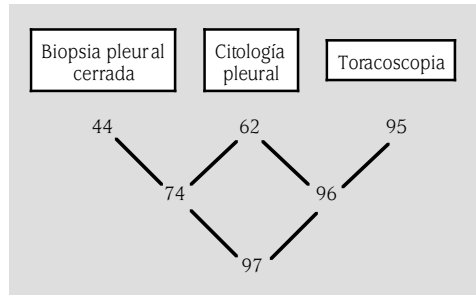 Biopsia pleural
cerrada
Citología
pleural
Toracoscopia
44
62
95
74
96
97